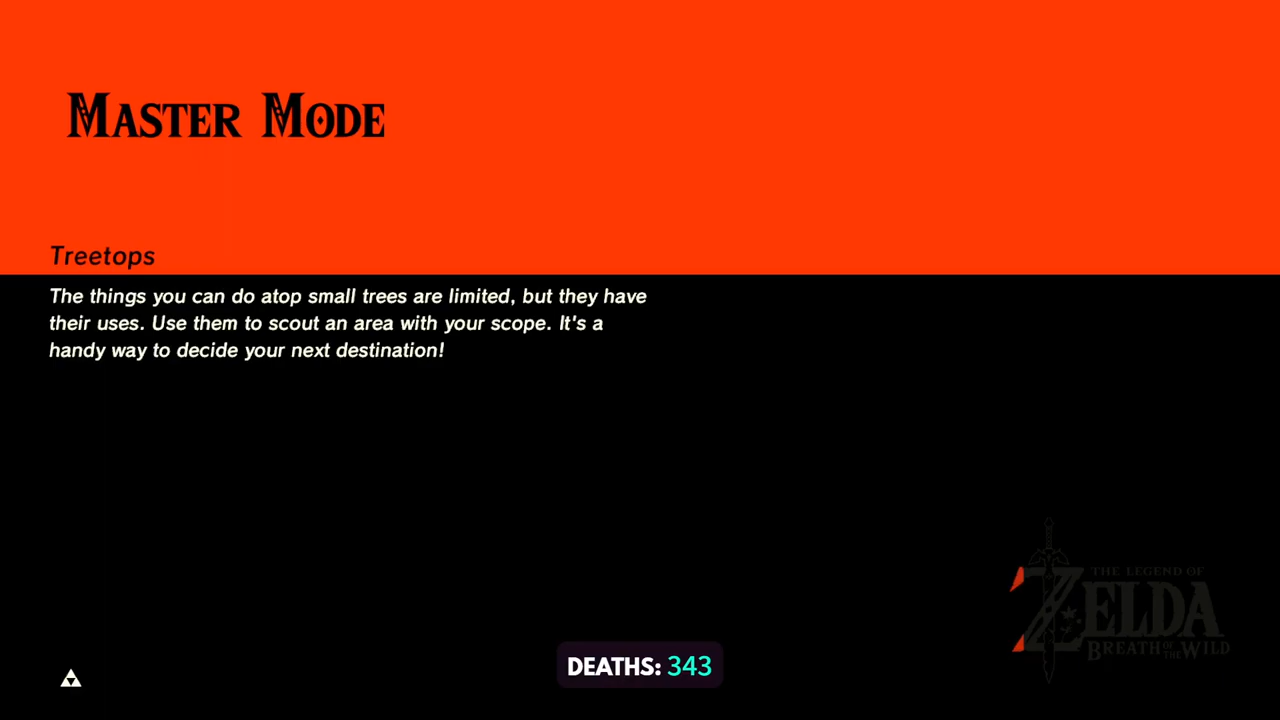 Master Mode
Treetops
The things you can do atop small trees are limited, but they have
their uses. Use them to scout an area with your scope. It's a
handy way to decide your next destination!
THE LEGEND OF
ZELDA
BREATH OF THE WILD
DEATHS: 343